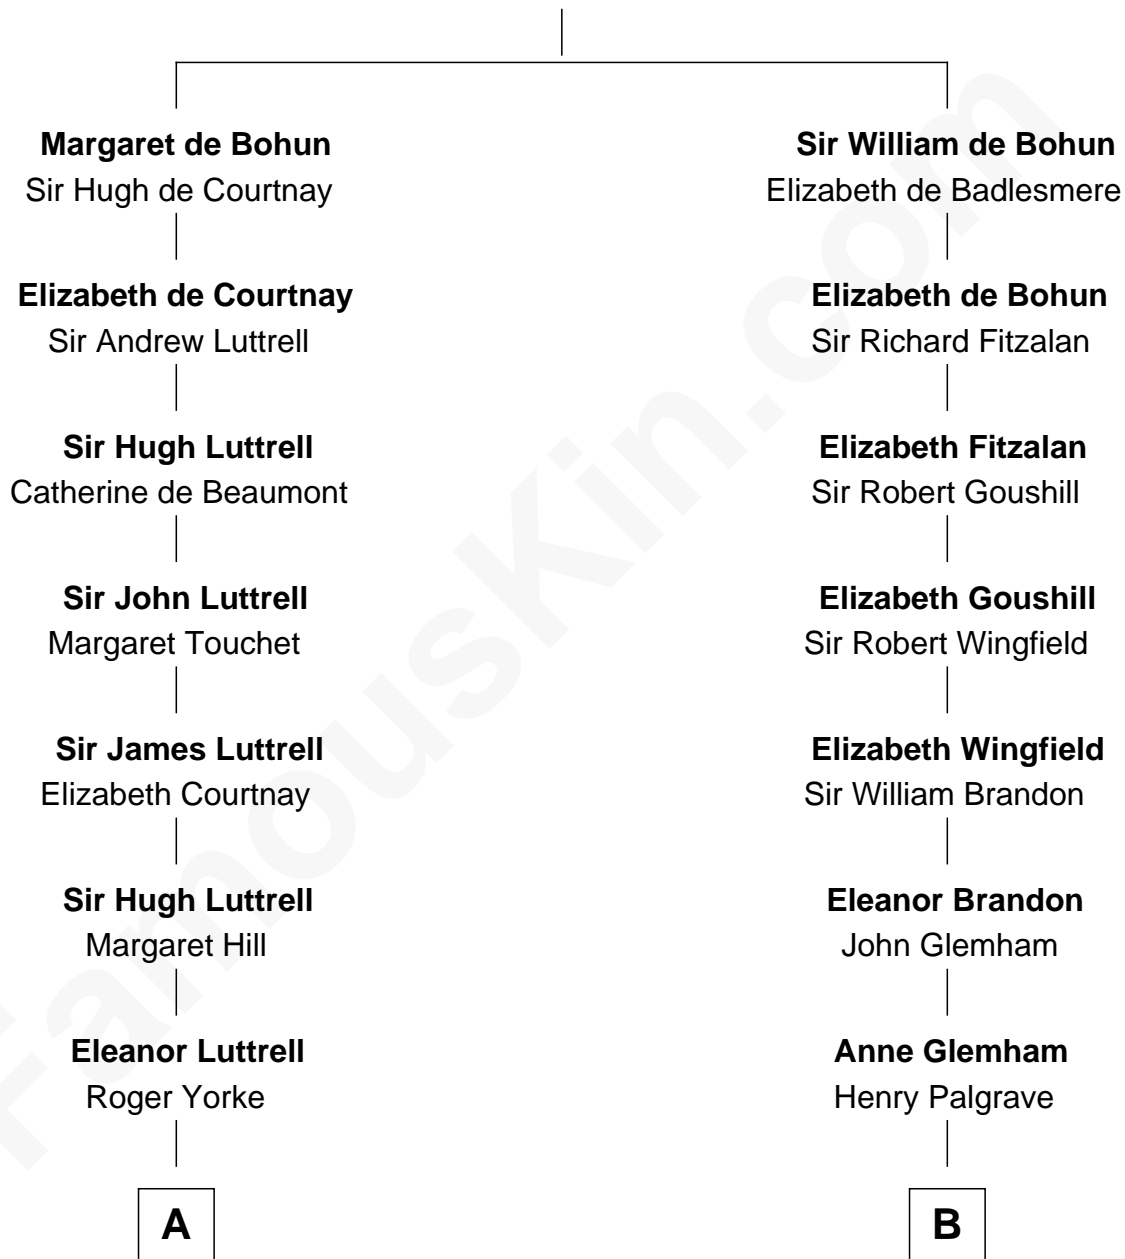 Margaret de Bohun
Sir Hugh de Courtnay
Elizabeth de Courtnay
Sir Andrew Luttrell
Sir Hugh Luttrell
Catherine de Beaumont
Sir John Luttrell
Margaret Touchet
Sir James Luttrell
Elizabeth Courtnay
Sir Hugh Luttrell
Margaret Hill
Eleanor Luttrell
Roger Yorke
A
Sir William de Bohun
Elizabeth de Badlesmere
Elizabeth de Bohun
Sir Richard Fitzalan
Elizabeth Fitzalan
Sir Robert Goushill
Elizabeth Goushill
Sir Robert Wingfield
Elizabeth Wingfield
Sir William Brandon
Eleanor Brandon
John Glemham
Anne Glemham
Henry Palgrave
B
FamousKin.com